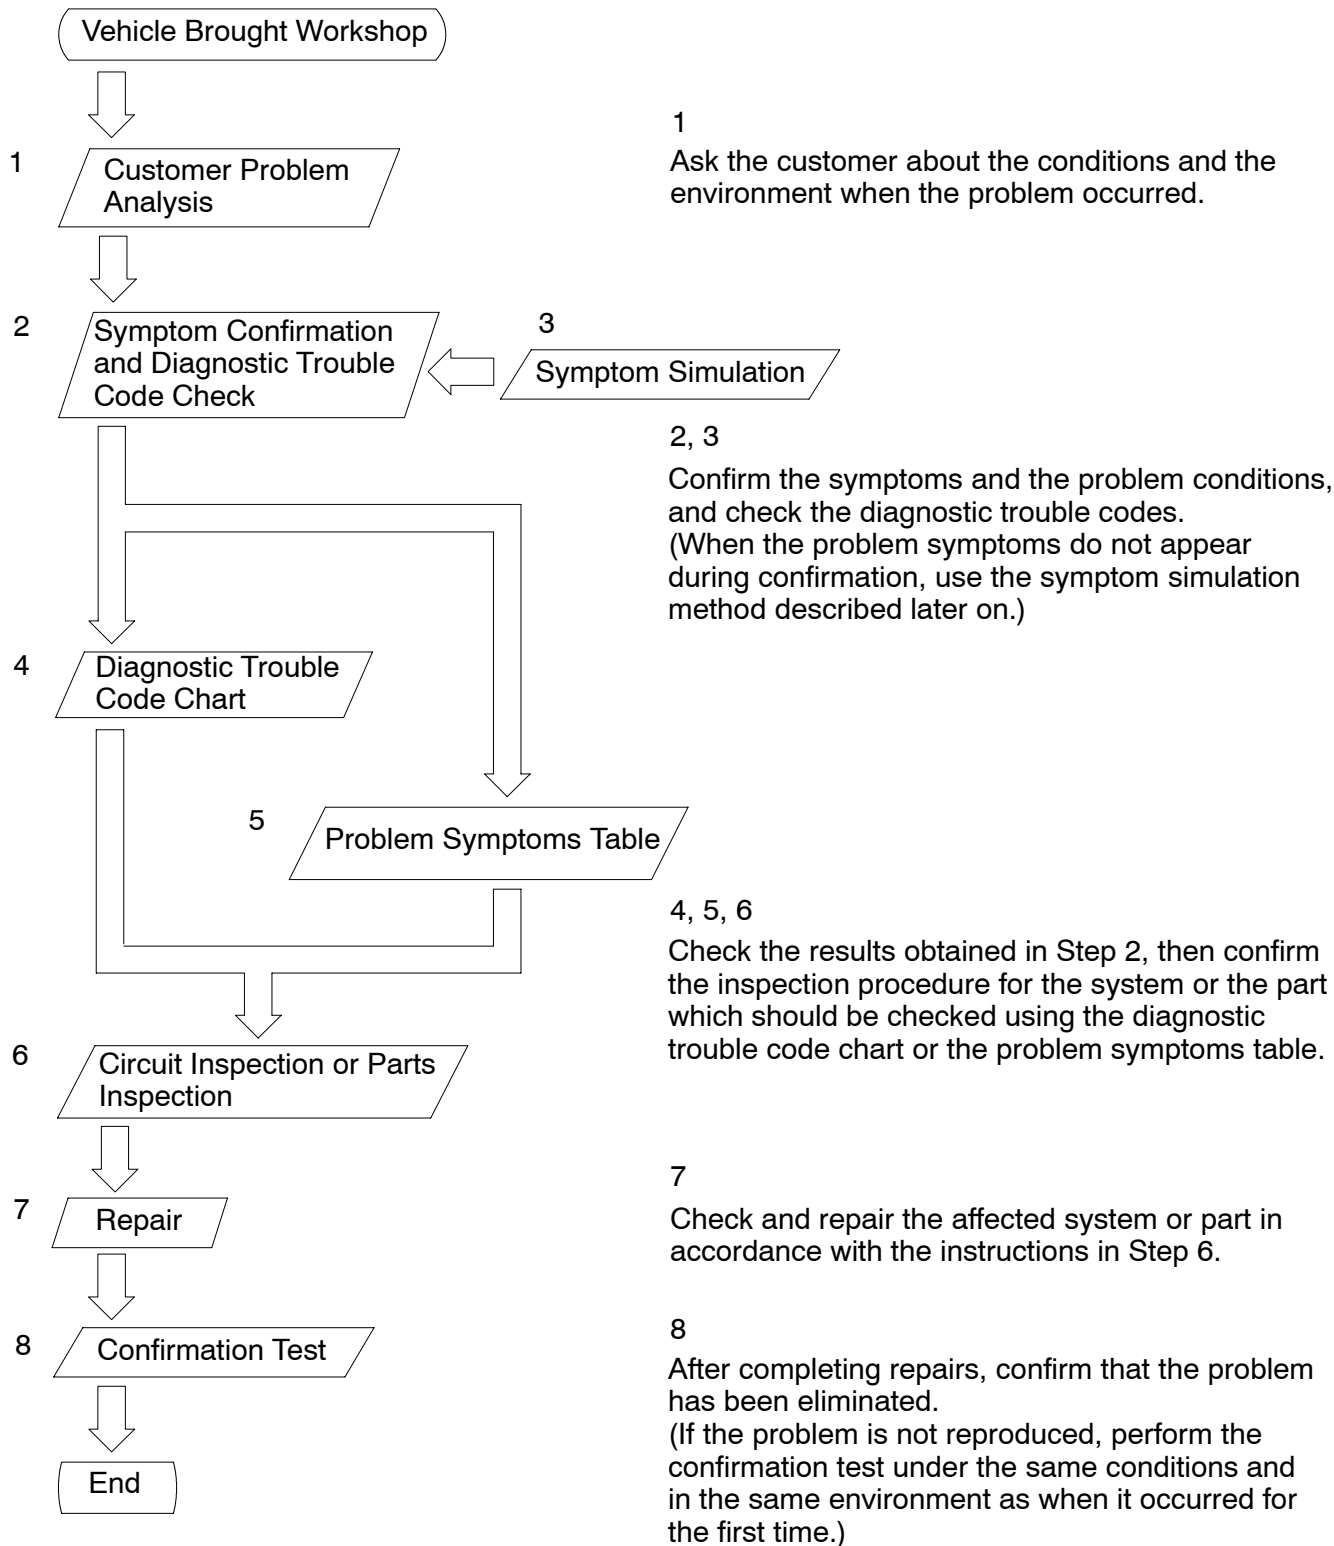 Vehicle Brought Workshop
1
Customer Problem
Analysis
1
Ask the customer about the conditions and the
environment when the problem occurred.
2
Symptom Confirmation
and Diagnostic Trouble
Code Check
3
Symptom Simulation
2, 3
Confirm the symptoms and the problem conditions,
and check the diagnostic trouble codes.
(When the problem symptoms do not appear
during confirmation, use the symptom simulation
method described later on.)
4
Diagnostic Trouble
Code Chart
5
Problem Symptoms Table
4, 5, 6
Check the results obtained in Step 2, then confirm
the inspection procedure for the system or the part
which should be checked using the diagnostic
trouble code chart or the problem symptoms table.
6
Circuit Inspection or Parts
Inspection
7
Repair
7
Check and repair the affected system or part in
accordance with the instructions in Step 6.
8
Confirmation Test
8
After completing repairs, confirm that the problem
has been eliminated.
(If the problem is not reproduced, perform the
confirmation test under the same conditions and
in the same environment as when it occurred for
the first time.)
End